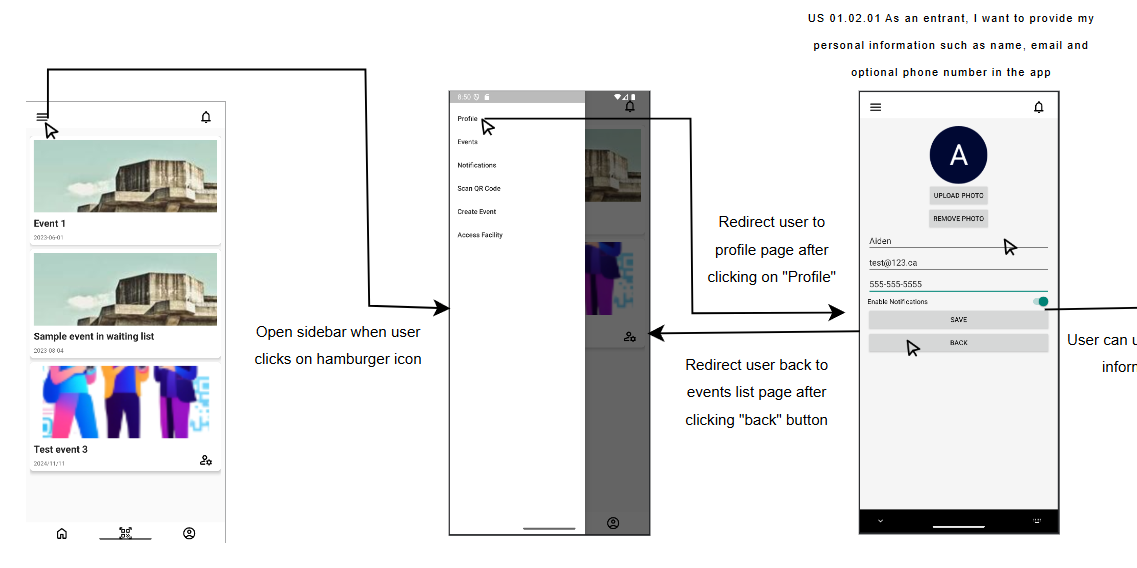 US 01.02.01 As an entrant, I want to provide my
personal information such as name, email and
optional phone number in the app
Event 1
2023-06-01
Sample event in waiting list
2023-08-04
Test event 3
2024/11/11
Open sidebar when user
clicks on hamburger icon
8:50
Profile
Events
Notifications
Scan QR Code
Create Event
Access Facility
Redirect user to
profile page after
clicking on "Profile"
Redirect user back to
events list page after
clicking "back" button
A
UPLOAD PHOTO
REMOVE PHOTO
Aiden
test@123.ca
555-555-5555
Enable Notifications
SAVE
BACK
User can u
inform